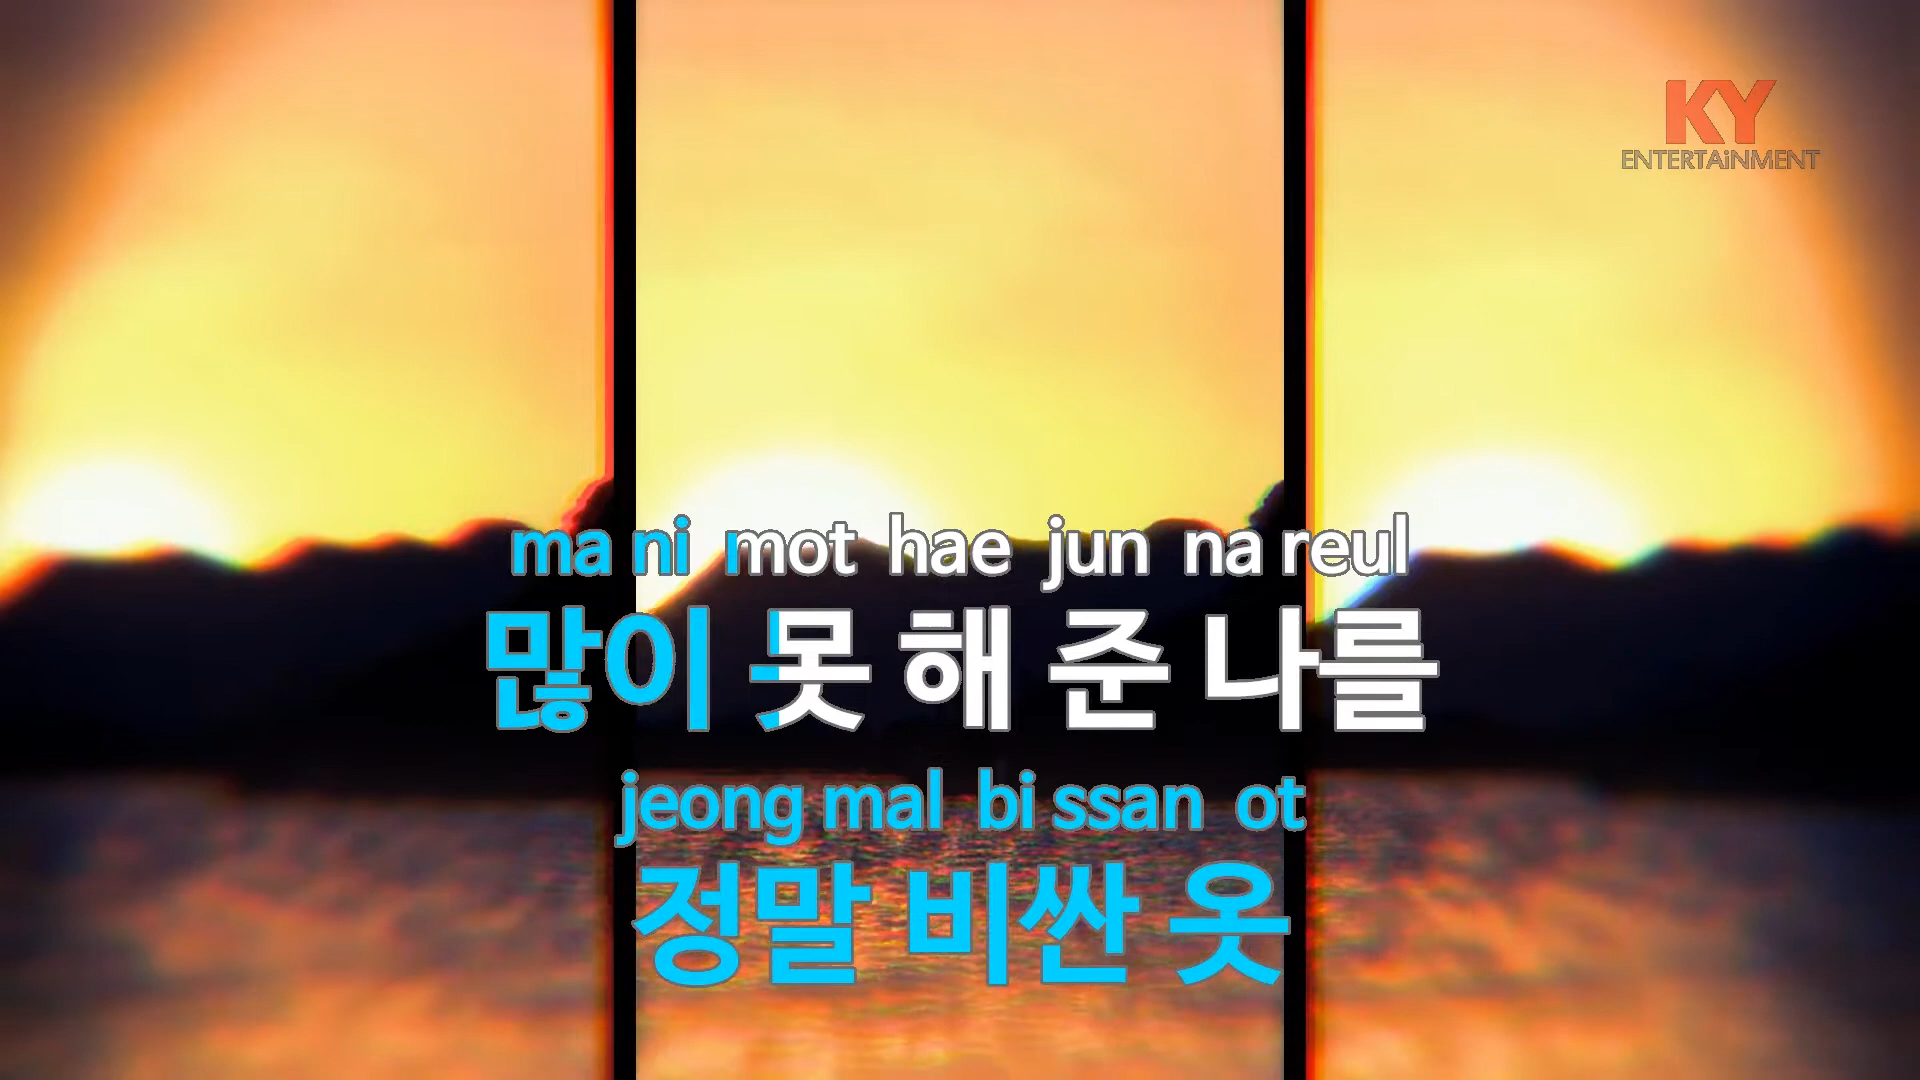 KY
ENTERTAiNMENT
ma ni mot hae jun na reul
많이 못 해 준 나를
jeong mal bi ssan ot
정말 비싼 옷